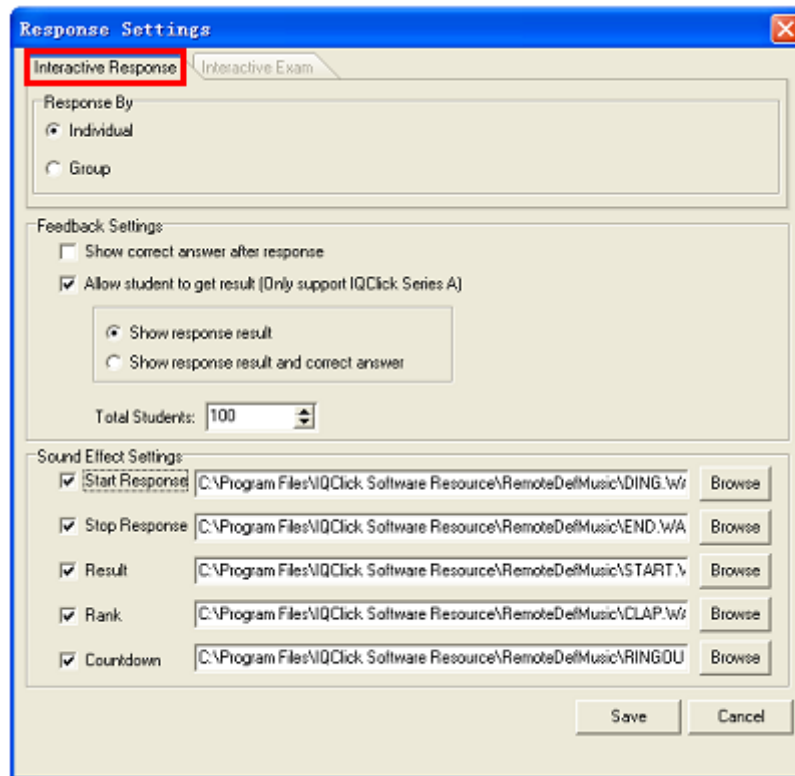 Response Settings
Interactive Response Interactive Exam
Response By
Individual
Group
Feedback Settings
Show correct answer after response
Allow student to get result (Only support IQClick Series A)
Show response result
Show response result and correct answer
Total Students: 100
Sound Effect Settings
Start Response C:\Program Files\IQClick Software Resource\RemoteDefMusic\DING.WA Browse
Stop Response C:\Program Files\IQClick Software Resource\RemoteDefMusic\END.WA Browse
Result C:\Program Files\IQClick Software Resource\RemoteDefMusic\START.V Browse
Rank C:\Program Files\IQClick Software Resource\RemoteDefMusic\CLAP.WA Browse
Countdown C:\Program Files\IQClick Software Resource\RemoteDefMusic\RINGOU Browse
Save Cancel